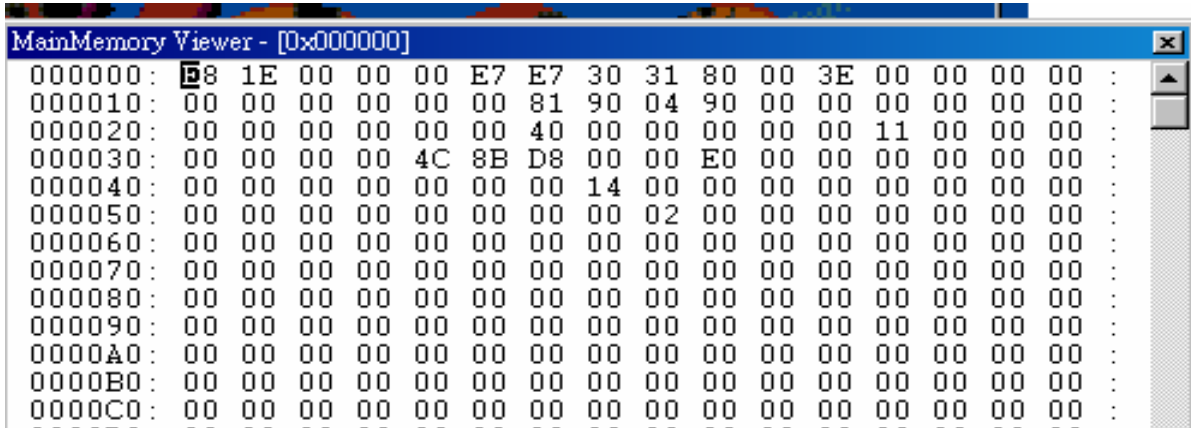 MainMemory Viewer - [0x000000]
000000: E8 1E 00 00 00 E7 E7 30 31 80 00 3E 00 00 00 00 :
000010: 00 00 00 00 00 00 81 90 04 90 00 00 00 00 00 00 :
000020: 00 00 00 00 00 00 40 00 00 00 00 00 11 00 00 00 :
000030: 00 00 00 00 4C 8B D8 00 00 E0 00 00 00 00 00 00 :
000040: 00 00 00 00 00 00 00 14 00 00 00 00 00 00 00 00 :
000050: 00 00 00 00 00 00 00 00 02 00 00 00 00 00 00 00 :
000060: 00 00 00 00 00 00 00 00 00 00 00 00 00 00 00 00 :
000070: 00 00 00 00 00 00 00 00 00 00 00 00 00 00 00 00 :
000080: 00 00 00 00 00 00 00 00 00 00 00 00 00 00 00 00 :
000090: 00 00 00 00 00 00 00 00 00 00 00 00 00 00 00 00 :
0000A0: 00 00 00 00 00 00 00 00 00 00 00 00 00 00 00 00 :
0000B0: 00 00 00 00 00 00 00 00 00 00 00 00 00 00 00 00 :
0000C0: 00 00 00 00 00 00 00 00 00 00 00 00 00 00 00 00 :